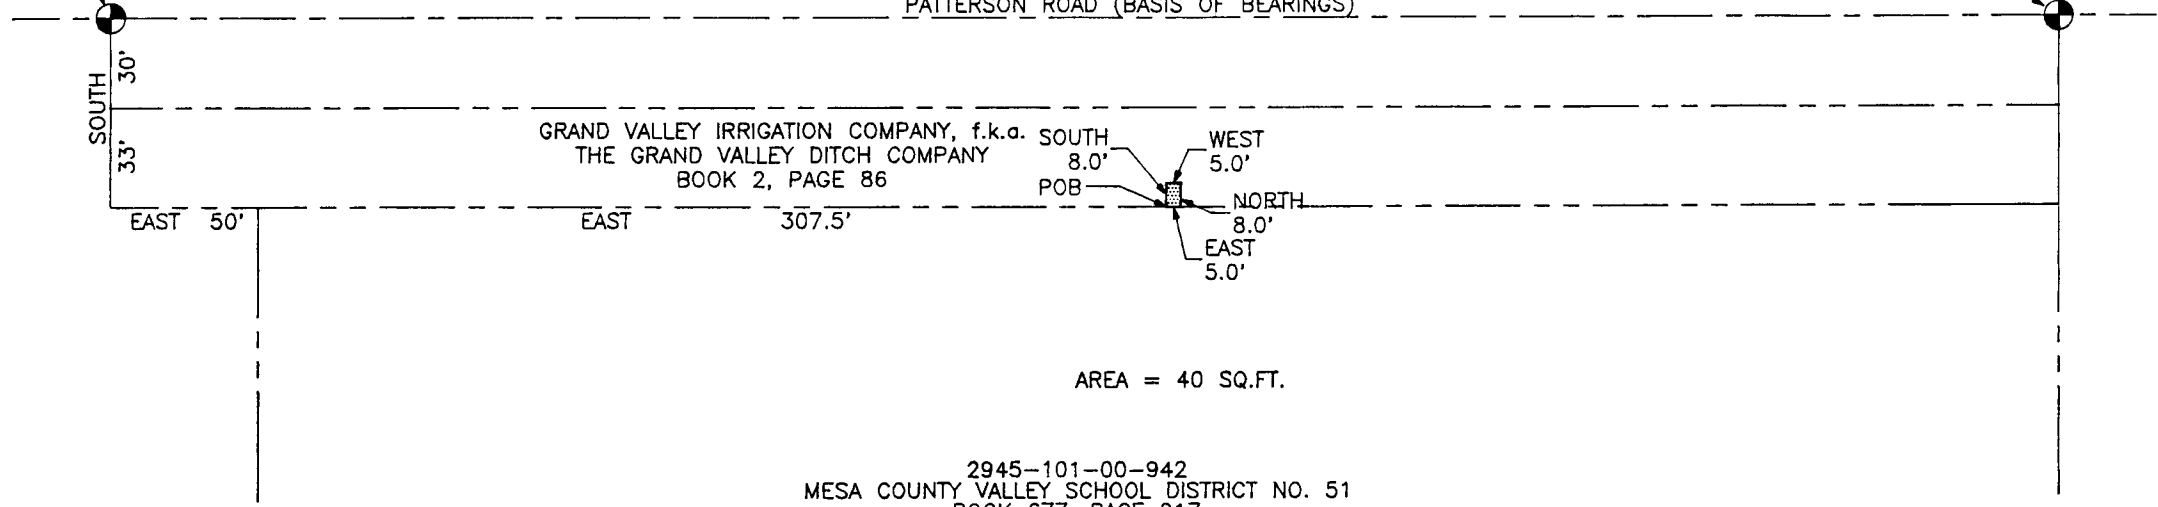 PATTERSON ROAD (BASIS OF BEARINGS)
SOUTH
30'
33'
GRAND VALLEY IRRIGATION COMPANY, f.k.a.
THE GRAND VALLEY DITCH COMPANY
BOOK 2, PAGE 86
SOUTH
8.0'
WEST
5.0'
POB
NORTH
8.0'
EAST 50'
EAST 307.5'
EAST
5.0'
AREA = 40 SQ.FT.
2945-101-00-942
MESA COUNTY VALLEY SCHOOL DISTRICT NO. 51